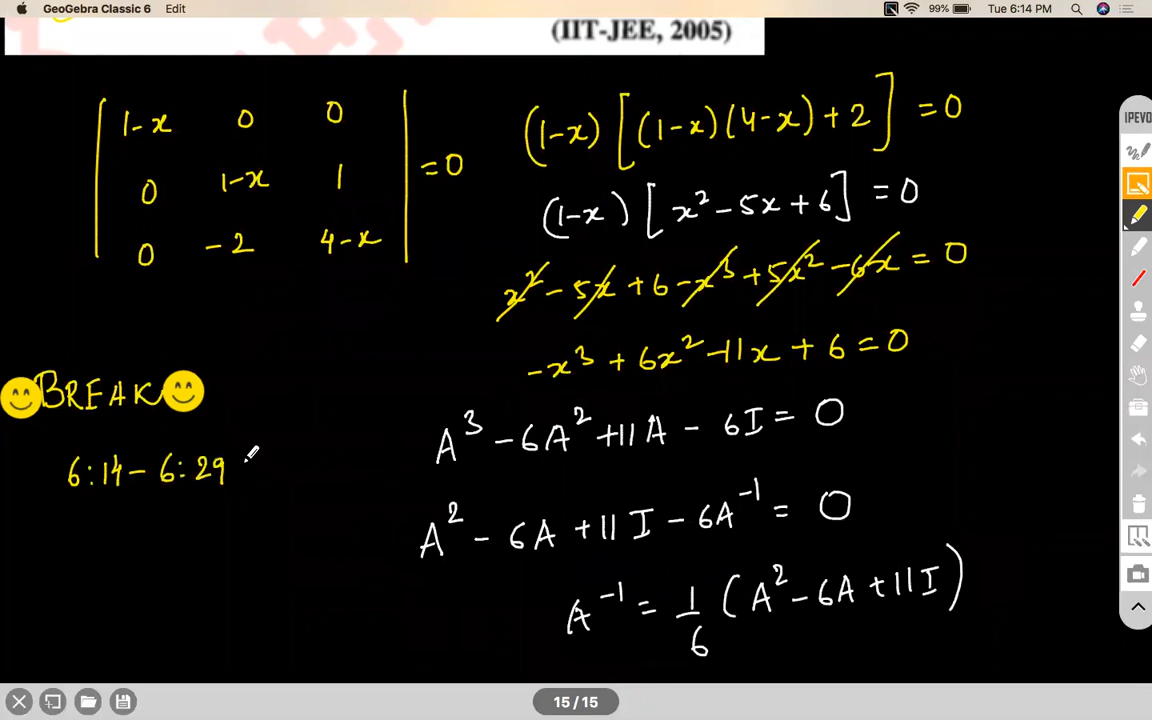 GeoGebra Classic 6 Edit 99% Tue 6:14 PM
(IIT-JEE, 2005)
| 1-x 0 0 |
| 0 1-x 1 | = 0
| 0 -2 4-x |
(1-x) [(1-x)(4-x)+2] = 0
(1-x) [x² - 5x + 6] = 0
x² - 5x + 6 - x³ + 5x² - 6x = 0
-x³ + 6x² - 11x + 6 = 0
BREAK
6:14 - 6:29
A³ - 6A² + 11A - 6I = 0
A² - 6A + 11I - 6A⁻¹ = 0
A⁻¹ = 1/6 (A² - 6A + 11I)
IPEVO
15 / 15